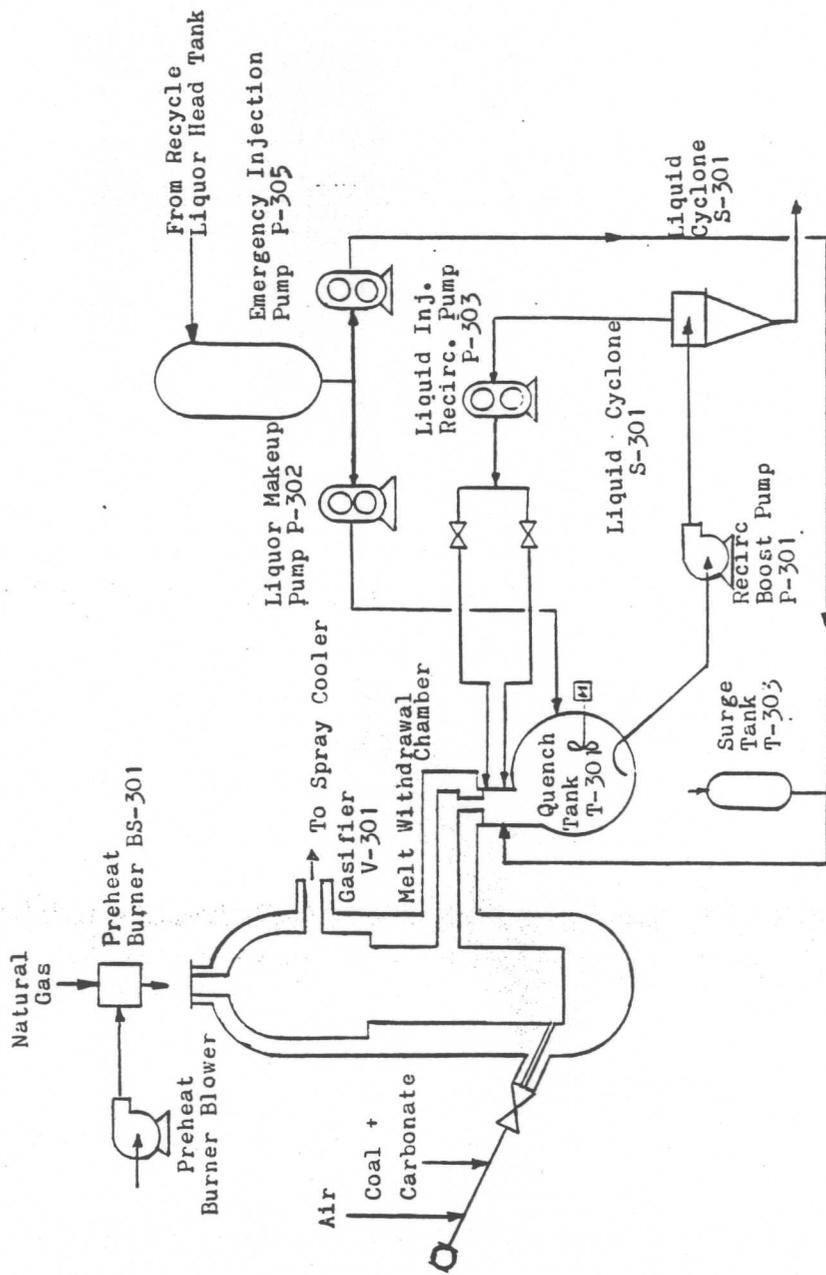 Natural
Gas
Preheat
Burner BS-301
Preheat
Burner Blower
To Spray Cooler
Gasifier
V-301
Melt Withdrawal
Chamber
Air
Coal +
Carbonate
From Recycle
Liquor Head Tank
Emergency Injection
Pump P-305
Liquor Makeup
Pump P-302
Liquid Inj.
Recirc. Pump
P-303
Liquid Cyclone
S-301
Liquid
Cyclone
S-301
Quench
Tank
T-301
M
Recirc
Boost Pump
P-301
Surge
Tank
T-303